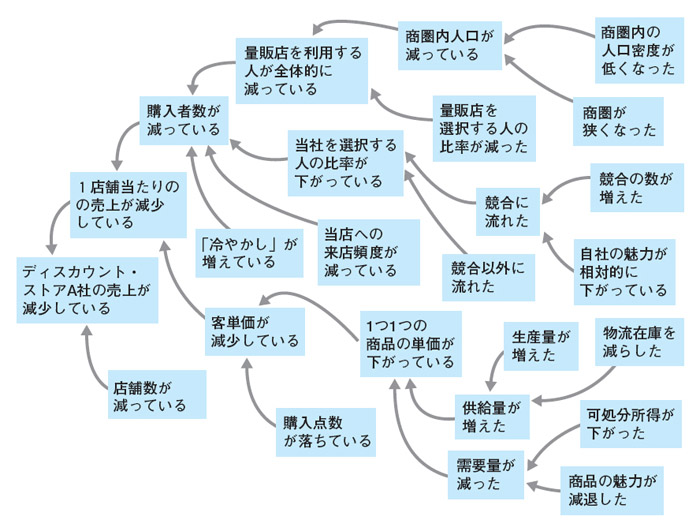 商圏内の
人口密度が
低くなった
商圏内人口が
減っている
量販店を利用する
人が全体的に
減っている
商圏が
狭くなった
量販店を
選択する人の
比率が減った
購入者数が
減っている
当社を選択する
人の比率が
下がっている
競合の数が
増えた
競合に
流れた
1店舗当たりの
の売上が減少
している
「冷やかし」が
増えている
当店への
来店頻度が
減っている
競合以外に
流れた
自社の魅力が
相対的に
下がっている
ディスカウント・
ストアA社の売上が
減少している
客単価が
減少している
1つ1つの
商品の単価が
下がっている
生産量が
増えた
物流在庫を
減らした
店舗数が
減っている
購入点数
が落ちている
供給量が
増えた
可処分所得が
下がった
需要量が
減った
商品の魅力が
減退した